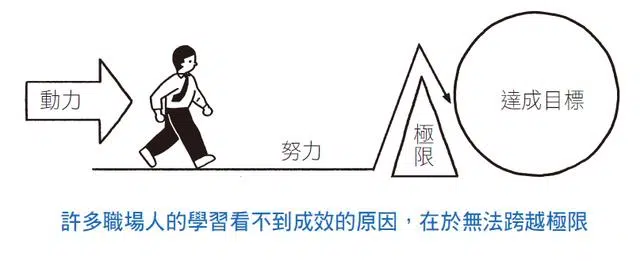 動力
努力
極限
達成目標
許多職場人的學習看不到成效的原因，在於無法跨越極限